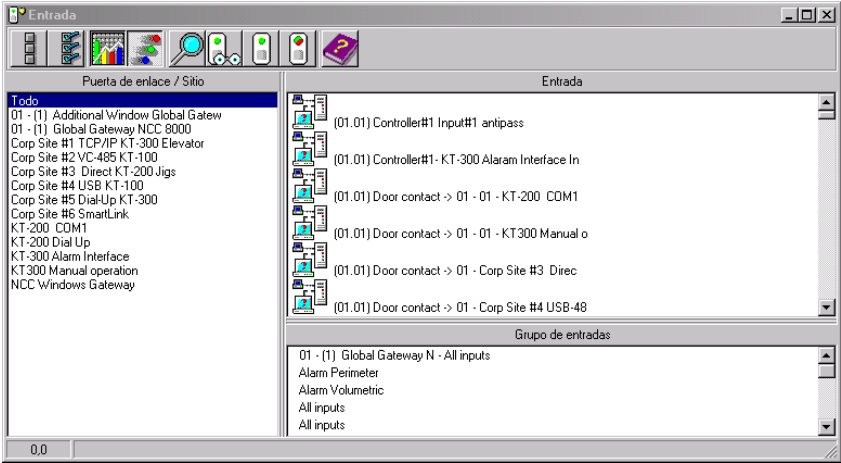 Entrada
Puerta de enlace / Sitio
Entrada
Todo
01 - (1) Additional Window Global Gatew
01 - (1) Global Gateway NCC 8000
Corp Site #1 TCP/IP KT-300 Elevator
Corp Site #2 VC-485 KT-100
Corp Site #3 Direct KT-200 Jigs
Corp Site #4 USB KT-100
Corp Site #5 Dial-Up KT-300
Corp Site #6 SmartLink
KT-200 COM1
KT-200 Dial Up
KT-300 Alarm Interface
KT300 Manual operation
NCC Windows Gateway
(01.01) Controller#1 Input#1 antipass
(01.01) Controller#1- KT-300 Alaram Interface In
(01.01) Door contact -> 01 - 01 - KT-200 COM1
(01.01) Door contact -> 01 - 01 - KT300 Manual o
(01.01) Door contact -> 01 - Corp Site #3 Direc
(01.01) Door contact -> 01 - Corp Site #4 USB-48
Grupo de entradas
01 - (1) Global Gateway N - All inputs
Alarm Perimeter
Alarm Volumetric
All inputs
All inputs
0,0